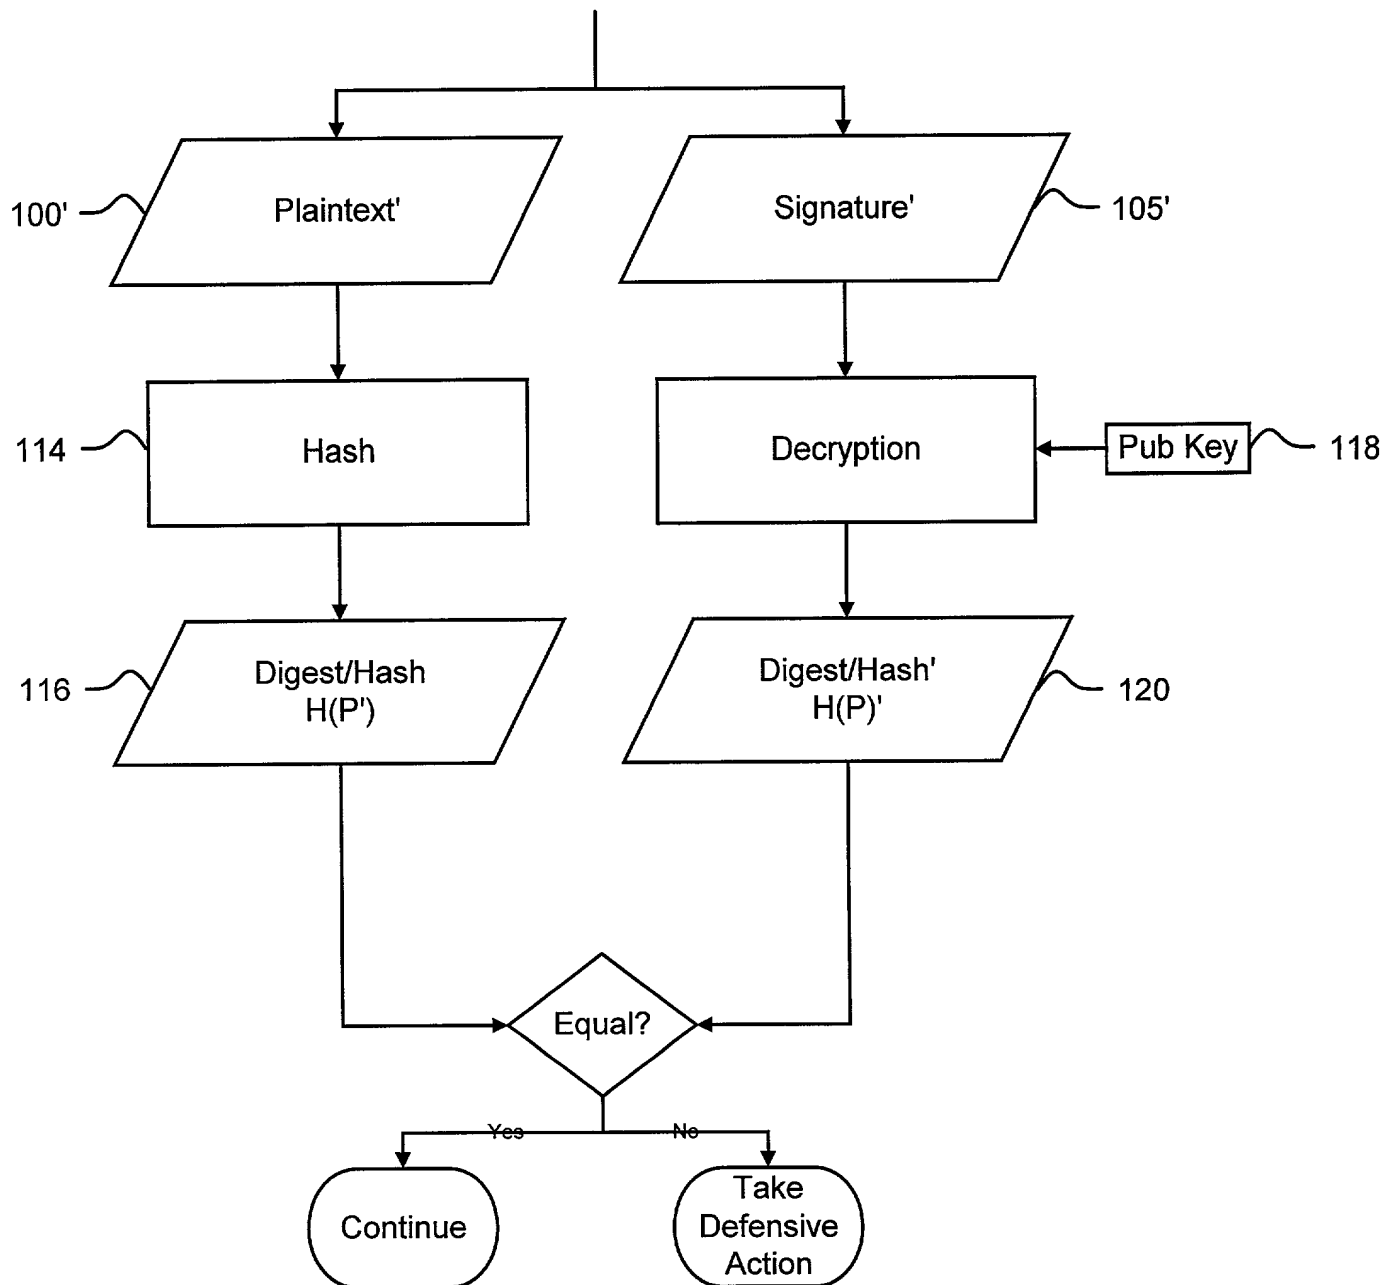 100'
Plaintext'
Signature'
105'
114
Hash
Decryption
Pub Key
118
116
Digest/Hash
H(P')
Digest/Hash'
H(P)'
120
Equal?
Yes
No
Continue
Take
Defensive
Action